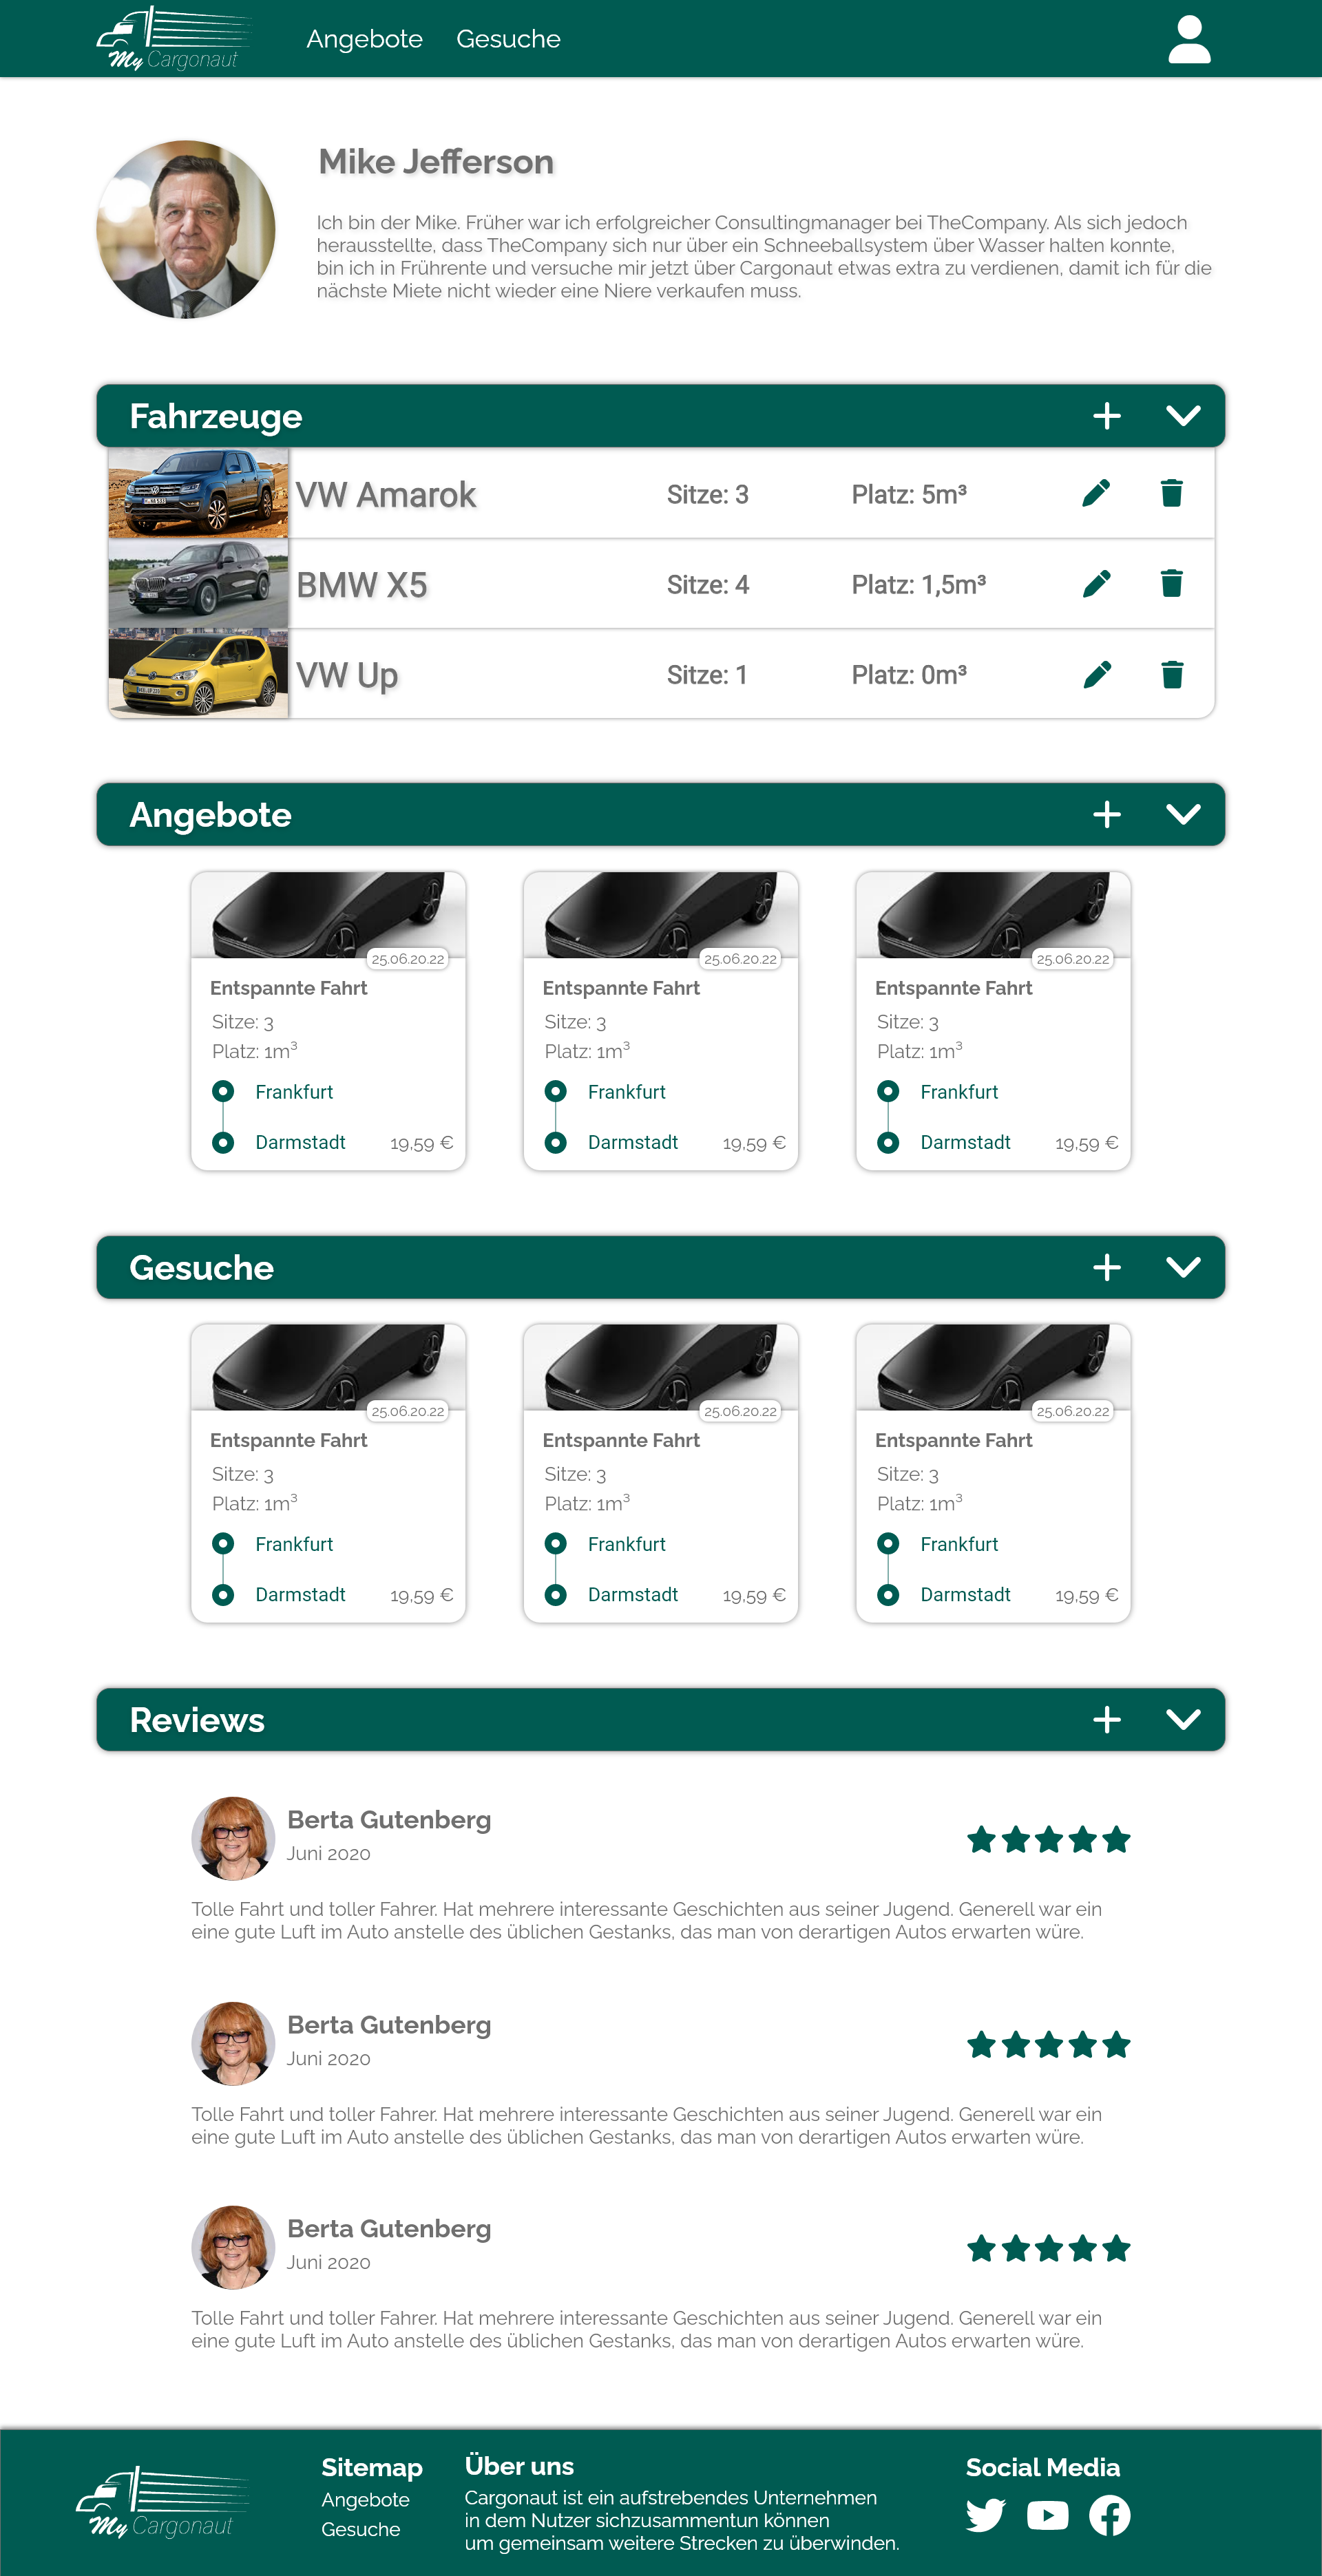 My Cargonaut
Angebote Gesuche
Mike Jefferson
Ich bin der Mike. Früher war ich erfolgreicher Consultingmanager bei TheCompany. Als sich jedoch
herausstellte, dass TheCompany sich nur über ein Schneeballsystem über Wasser halten konnte,
bin ich in Frührente und versuche mir jetzt über Cargonaut etwas extra zu verdienen, damit ich für die
nächste Miete nicht wieder eine Niere verkaufen muss.
Fahrzeuge
VW Amarok Sitze: 3 Platz: 5m³
BMW X5 Sitze: 4 Platz: 1,5m³
VW Up Sitze: 1 Platz: 0m³
Angebote
25.06.20.22 25.06.20.22 25.06.20.22
Entspannte Fahrt Entspannte Fahrt Entspannte Fahrt
Sitze: 3 Sitze: 3 Sitze: 3
Platz: 1m³ Platz: 1m³ Platz: 1m³
Frankfurt Frankfurt Frankfurt
Darmstadt 19,59 € Darmstadt 19,59 € Darmstadt 19,59 €
Gesuche
25.06.20.22 25.06.20.22 25.06.20.22
Entspannte Fahrt Entspannte Fahrt Entspannte Fahrt
Sitze: 3 Sitze: 3 Sitze: 3
Platz: 1m³ Platz: 1m³ Platz: 1m³
Frankfurt Frankfurt Frankfurt
Darmstadt 19,59 € Darmstadt 19,59 € Darmstadt 19,59 €
Reviews
Berta Gutenberg
Juni 2020
Tolle Fahrt und toller Fahrer. Hat mehrere interessante Geschichten aus seiner Jugend. Generell war ein
eine gute Luft im Auto anstelle des üblichen Gestanks, das man von derartigen Autos erwarten würe.
Berta Gutenberg
Juni 2020
Tolle Fahrt und toller Fahrer. Hat mehrere interessante Geschichten aus seiner Jugend. Generell war ein
eine gute Luft im Auto anstelle des üblichen Gestanks, das man von derartigen Autos erwarten würe.
Berta Gutenberg
Juni 2020
Tolle Fahrt und toller Fahrer. Hat mehrere interessante Geschichten aus seiner Jugend. Generell war ein
eine gute Luft im Auto anstelle des üblichen Gestanks, das man von derartigen Autos erwarten würe.
My Cargonaut
Sitemap
Angebote
Gesuche
Über uns
Cargonaut ist ein aufstrebendes Unternehmen
in dem Nutzer sichzusammentun können
um gemeinsam weitere Strecken zu überwinden.
Social Media